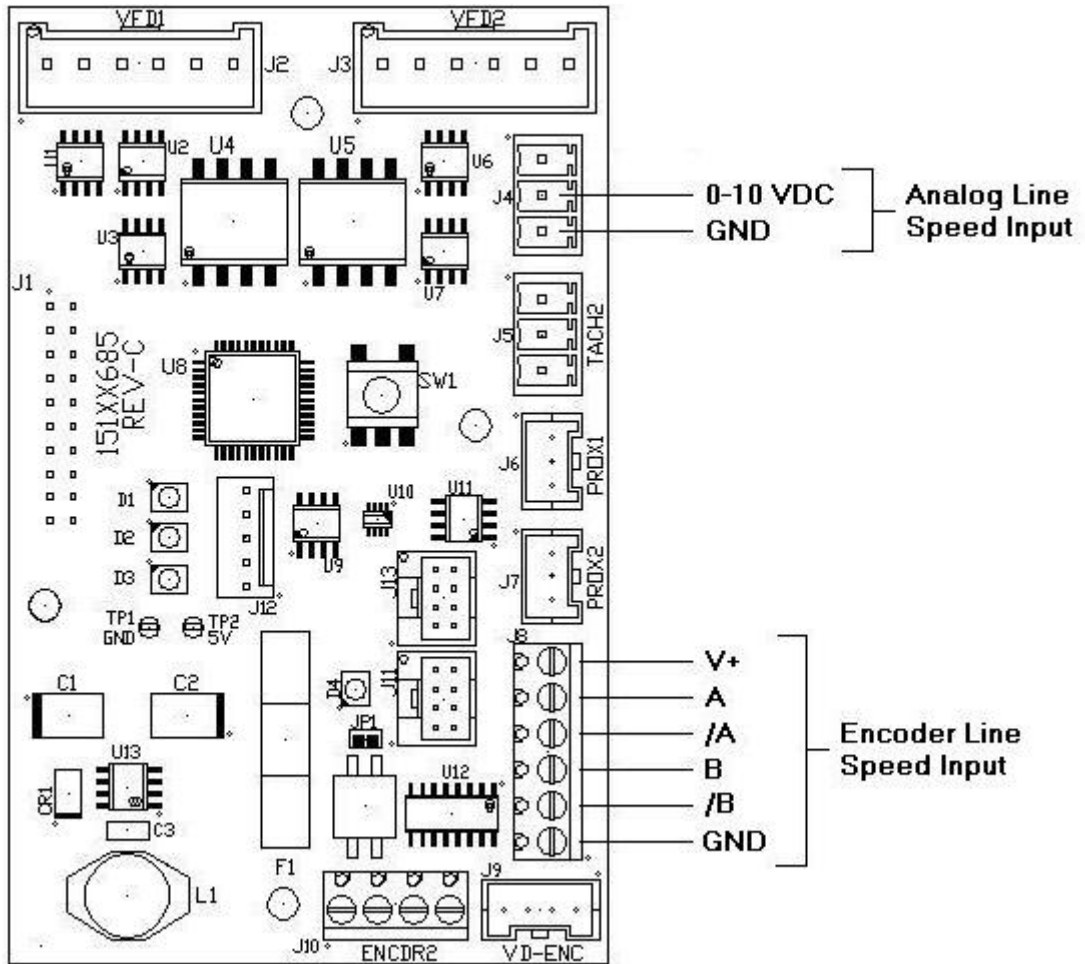 VFD1
VFD2
J2
J3
U1
U2
U4
U5
U6
J4
0-10 VDC
GND
Analog Line
Speed Input
U3
U7
J1
J5
TACH2
151XX685
REV-C
U8
SW1
J6
PROX1
D1
D2
D3
U10
U11
U9
J12
J13
J7
PROX2
TP1
GND
TP2
5V
J8
V+
A
/A
B
/B
GND
Encoder Line
Speed Input
C1
C2
D4
J11
JP1
U13
U12
CR1
C3
L1
F1
J9
J10
ENCDR2
VD-ENC